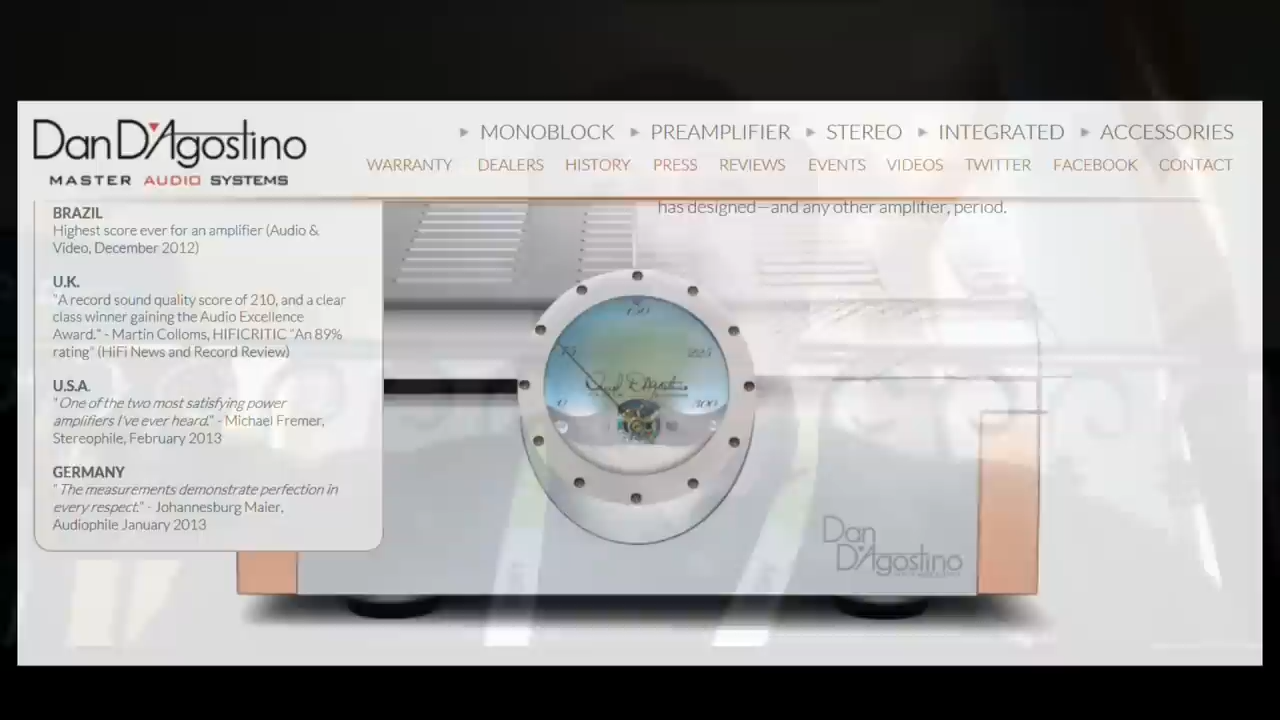 Dan D'Agostino
MASTER AUDIO SYSTEMS
MONOBLOCK PREAMPLIFIER STEREO INTEGRATED ACCESSORIES
WARRANTY DEALERS HISTORY PRESS REVIEWS EVENTS VIDEOS TWITTER FACEBOOK CONTACT
has designed—and any other amplifier, period.
BRAZIL
Highest score ever for an amplifier (Audio &
Video, December 2012)
U.K.
"A record sound quality score of 210, and a clear
class winner gaining the Audio Excellence
Award." - Martin Colloms, HIFICRITIC "An 89%
rating" (HiFi News and Record Review)
U.S.A.
"One of the two most satisfying power
amplifiers I've ever heard." - Michael Fremer,
Stereophile, February 2013
GERMANY
"The measurements demonstrate perfection in
every respect." - Johannesburg Maier,
Audiophile January 2013
150
75 225
0 300
Dan
D'Agostino